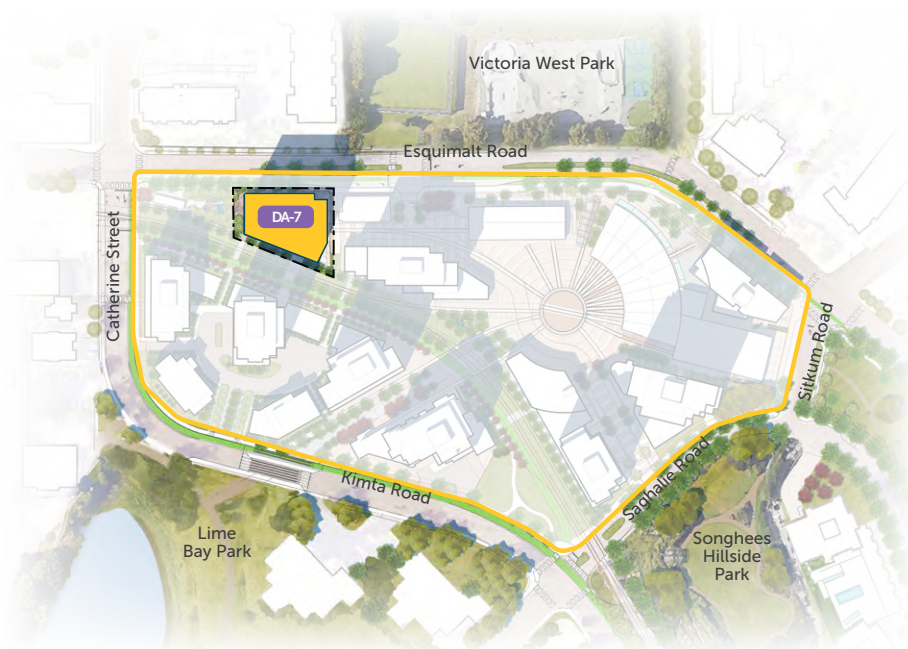 Victoria West Park
Esquimalt Road
DA-7
Catherine Street
Sitkum Road
Saghalie Road
Kimta Road
Lime
Bay Park
Songhees
Hillside
Park